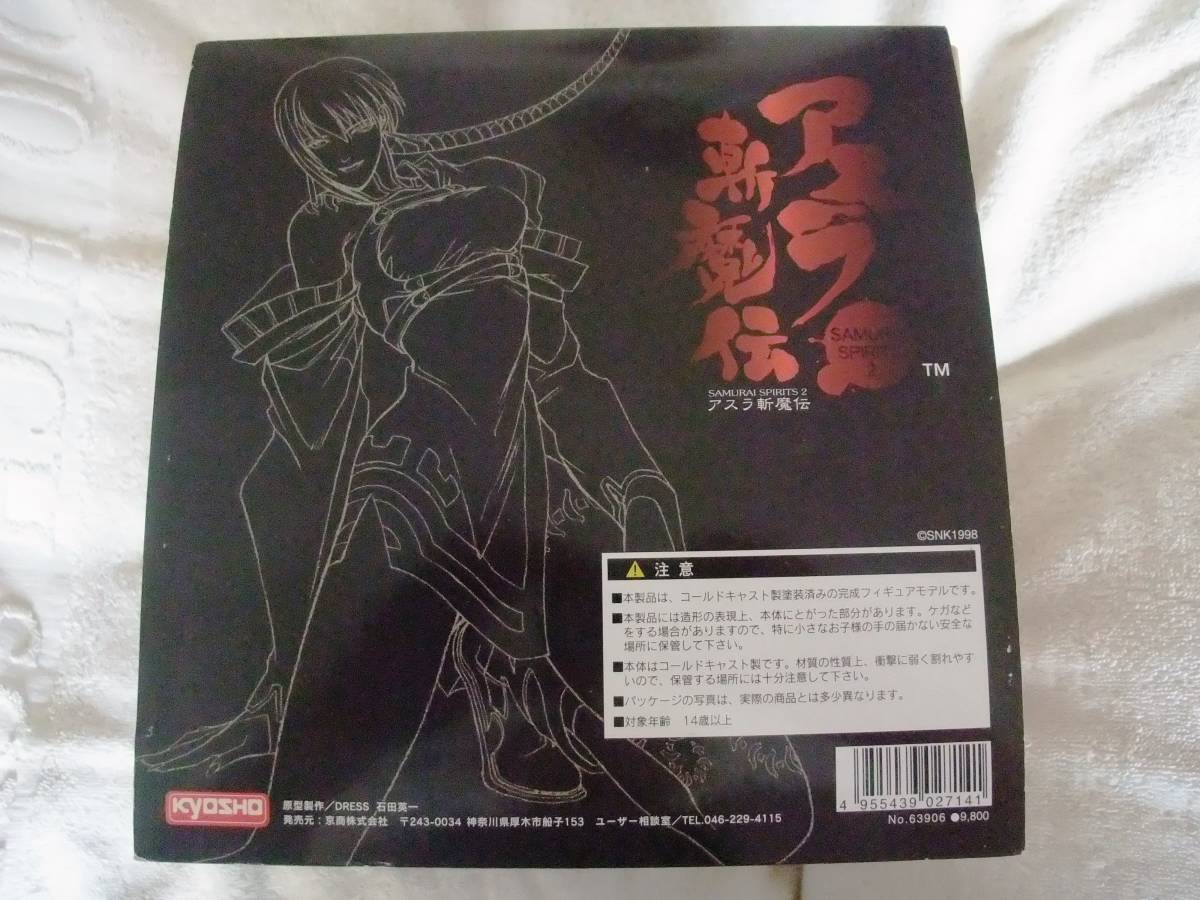 アスラ
斬魔伝
SAMURAI
SPIRITS
2
TM
SAMURAI SPIRITS 2
アスラ斬魔伝
©SNK1998
注意
■本製品は、コールドキャスト製塗装済みの完成フィギュアモデルです。
■本製品には造形の表現上、本体にとがった部分があります。ケガなど
をする場合がありますので、特に小さなお子様の手の届かない安全な
場所に保管して下さい。
■本体はコールドキャスト製です。材質の性質上、衝撃に弱く割れやす
いので、保管する場所には十分注意して下さい。
■パッケージの写真は、実際の商品とは多少異なります。
■対象年齢 14歳以上
4 955439 027141
No.63906 ●9,800
KYOSHO
原型製作/DRESS 石田英一
発売元:京商株式会社 〒243-0034 神奈川県厚木市船子153 ユーザー相談室/TEL.046-229-4115